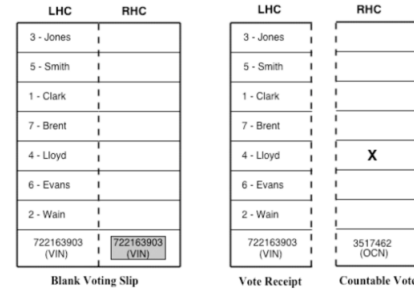 LHC RHC LHC RHC
3 - Jones 3 - Jones
5 - Smith 5 - Smith
1 - Clark 1 - Clark
7 - Brent 7 - Brent
4 - Lloyd 4 - Lloyd X
6 - Evans 6 - Evans
2 - Wain 2 - Wain
722163903 722163903 722163903 3517462
(VIN) (VIN) (VIN) (OCN)
Blank Voting Slip Vote Receipt Countable Vote